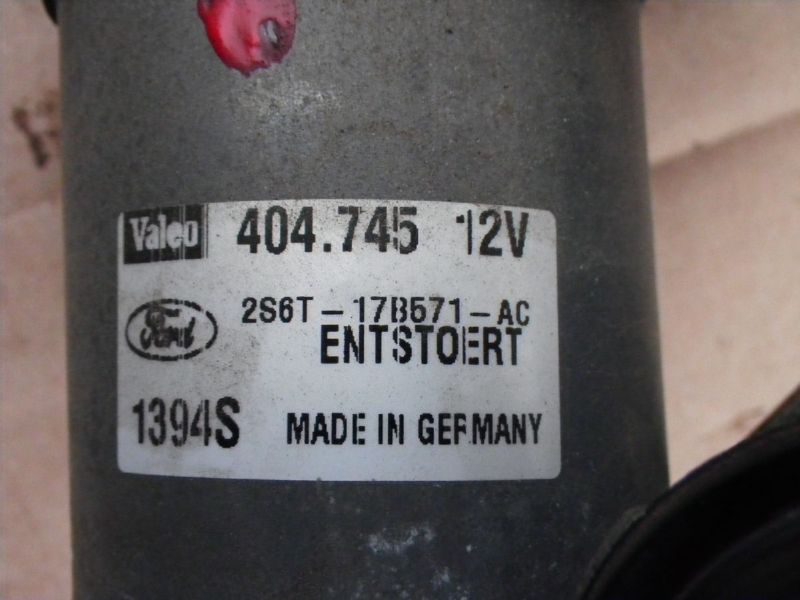 Valeo 404.745 12V
Ford 2S6T-17B571-AC
ENTSTOERT
1394S MADE IN GERMANY